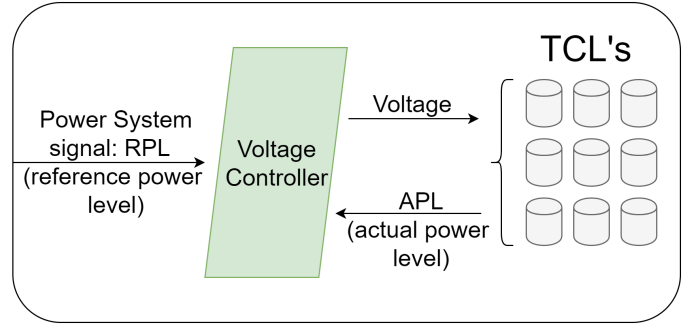 TCL's
Power System
signal: RPL
(reference power
level)
Voltage
Controller
Voltage
APL
(actual power
level)